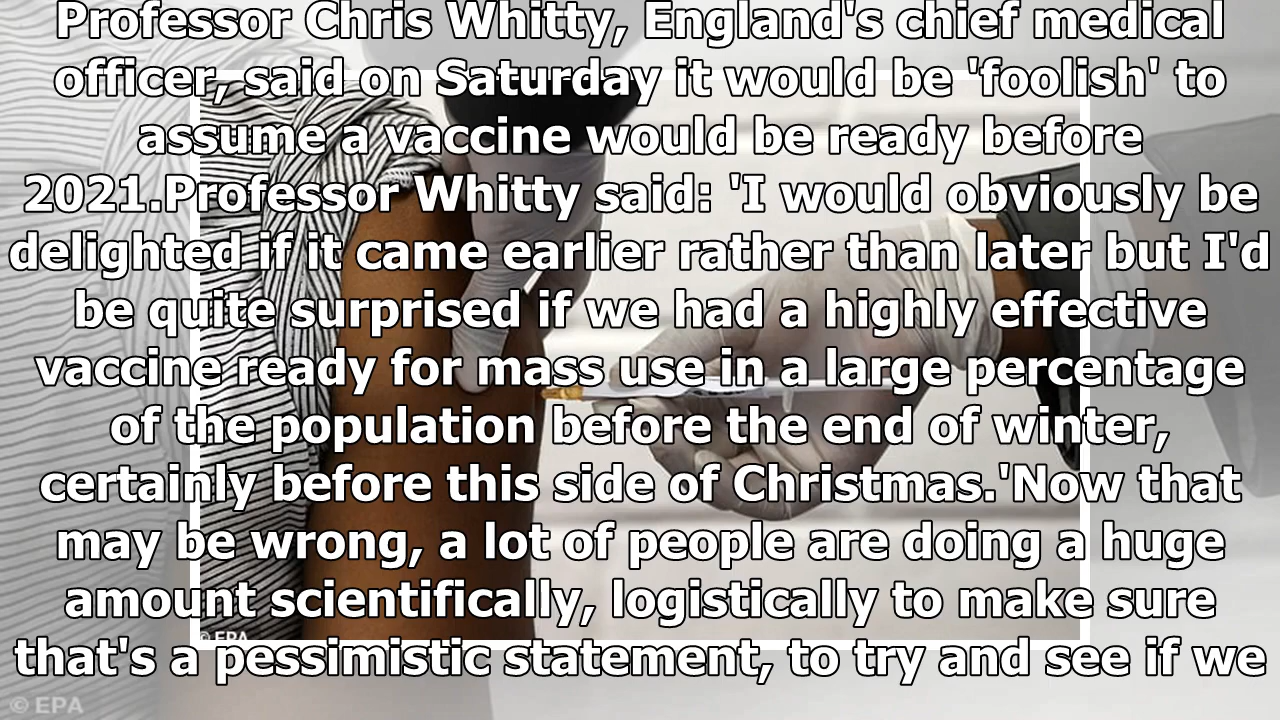 Professor Chris Whitty, England's chief medical
officer, said on Saturday it would be 'foolish' to
assume a vaccine would be ready before
2021.Professor Whitty said: 'I would obviously be
delighted if it came earlier rather than later but I'd
be quite surprised if we had a highly effective
vaccine ready for mass use in a large percentage
of the population before the end of winter,
certainly before this side of Christmas.'Now that
may be wrong, a lot of people are doing a huge
amount scientifically, logistically to make sure
© EPA
that's a pessimistic statement, to try and see if we
© EPA